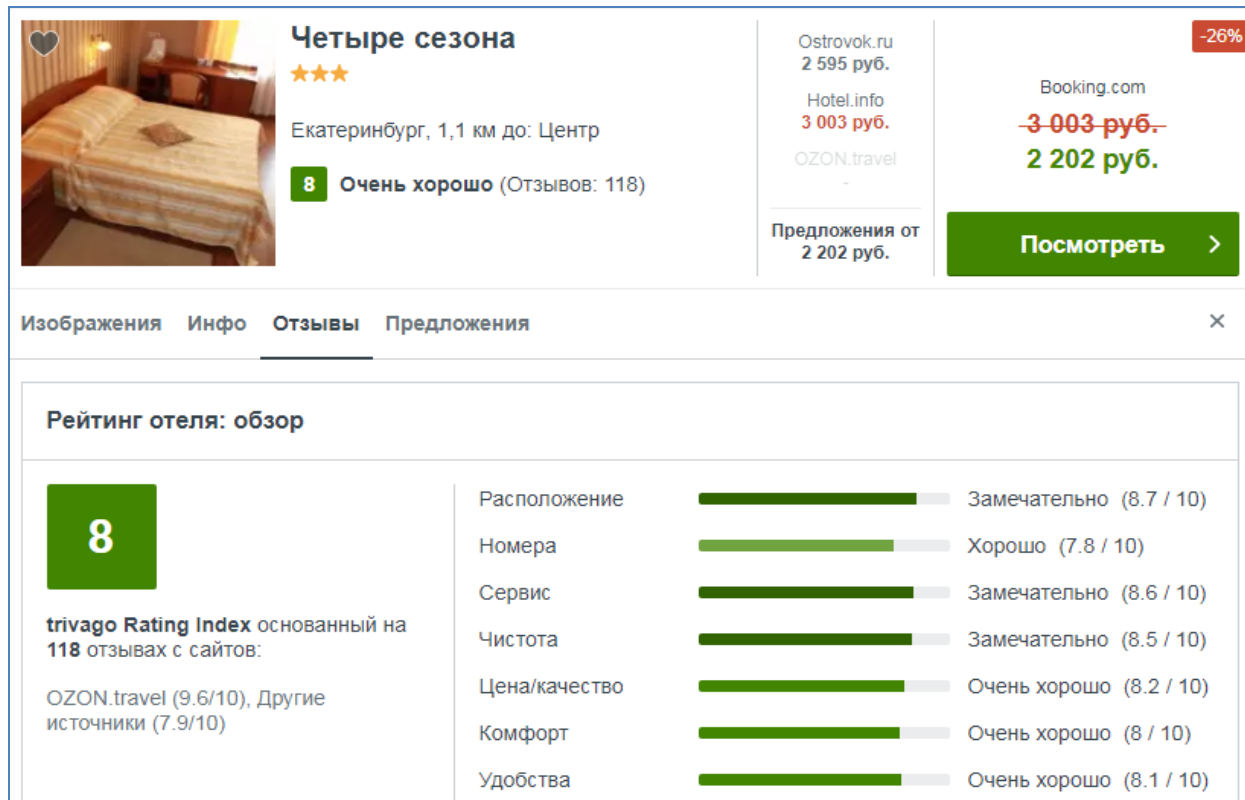 Четыре сезона
Екатеринбург, 1,1 км до: Центр
8 Очень хорошо (Отзывов: 118)
Ostrovok.ru
2 595 руб.
Hotel.info
3 003 руб.
OZON.travel
-
Предложения от
2 202 руб.
-26%
Booking.com
3 003 руб.
2 202 руб.
Посмотреть
Изображения Инфо Отзывы Предложения
Рейтинг отеля: обзор
8
trivago Rating Index основанный на
118 отзывах с сайтов:
OZON.travel (9.6/10), Другие
источники (7.9/10)
Расположение Замечательно (8.7 / 10)
Номера Хорошо (7.8 / 10)
Сервис Замечательно (8.6 / 10)
Чистота Замечательно (8.5 / 10)
Цена/качество Очень хорошо (8.2 / 10)
Комфорт Очень хорошо (8 / 10)
Удобства Очень хорошо (8.1 / 10)